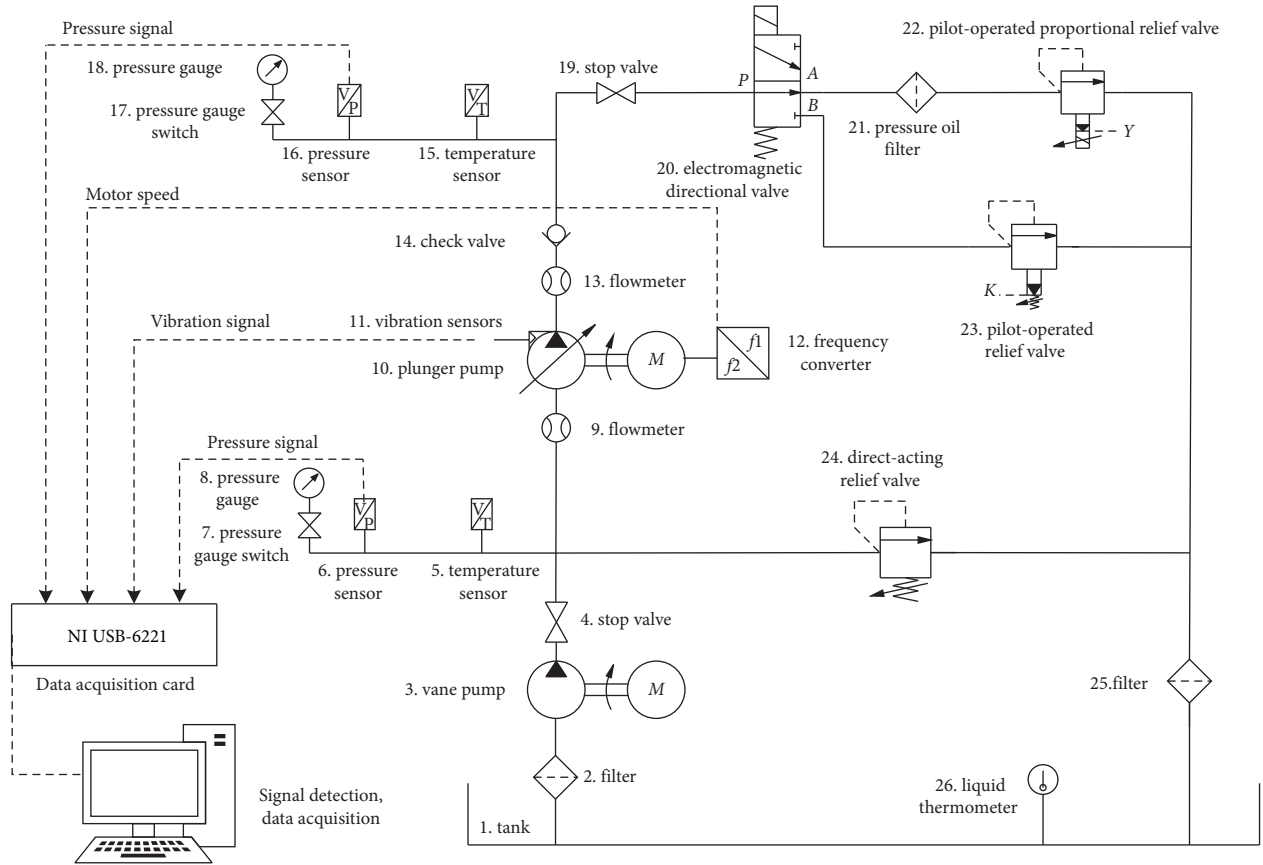 Pressure signal
18. pressure gauge
17. pressure gauge
switch
V
P
V
T
16. pressure
sensor
15. temperature
sensor
19. stop valve
P
A
B
20. electromagnetic
directional valve
21. pressure oil
filter
22. pilot-operated proportional relief valve
Y
Motor speed
14. check valve
13. flowmeter
K
23. pilot-operated
relief valve
Vibration signal
11. vibration sensors
10. plunger pump
M
f1
f2
12. frequency
converter
9. flowmeter
Pressure signal
8. pressure
gauge
7. pressure
gauge switch
V
P
V
T
6. pressure
sensor
5. temperature
sensor
24. direct-acting
relief valve
4. stop valve
NI USB-6221
Data acquisition card
3. vane pump
M
25.filter
2. filter
Signal detection,
data acquisition
1. tank
26. liquid
thermometer